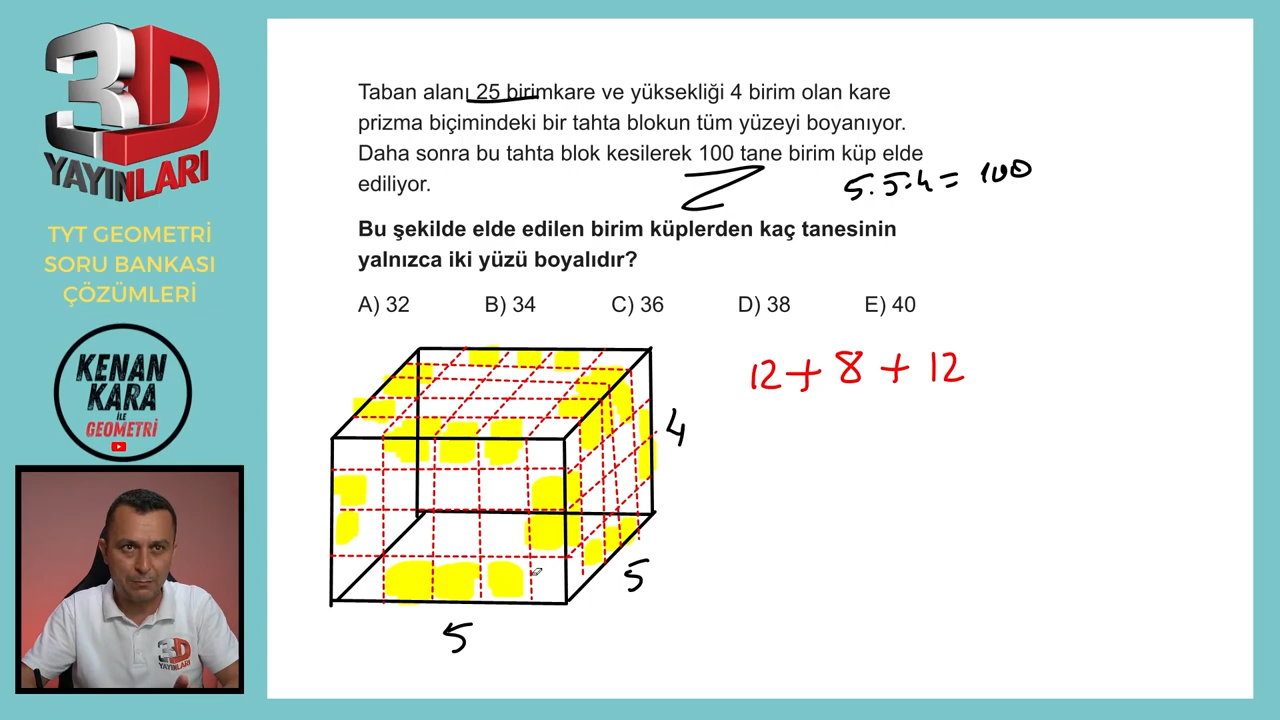 3D
YAYINLARI
TYT GEOMETRİ
SORU BANKASI
ÇÖZÜMLERİ
KENAN
KARA
İLE
GEOMETRİ
3D
YAYINLARI
Taban alanı 25 birimkare ve yüksekliği 4 birim olan kare
prizma biçimindeki bir tahta blokun tüm yüzeyi boyanıyor.
Daha sonra bu tahta blok kesilerek 100 tane birim küp elde
ediliyor.
5.5.4 = 100
Bu şekilde elde edilen birim küplerden kaç tanesinin
yalnızca iki yüzü boyalıdır?
A) 32 B) 34 C) 36 D) 38 E) 40
12 + 8 + 12
4
5
5